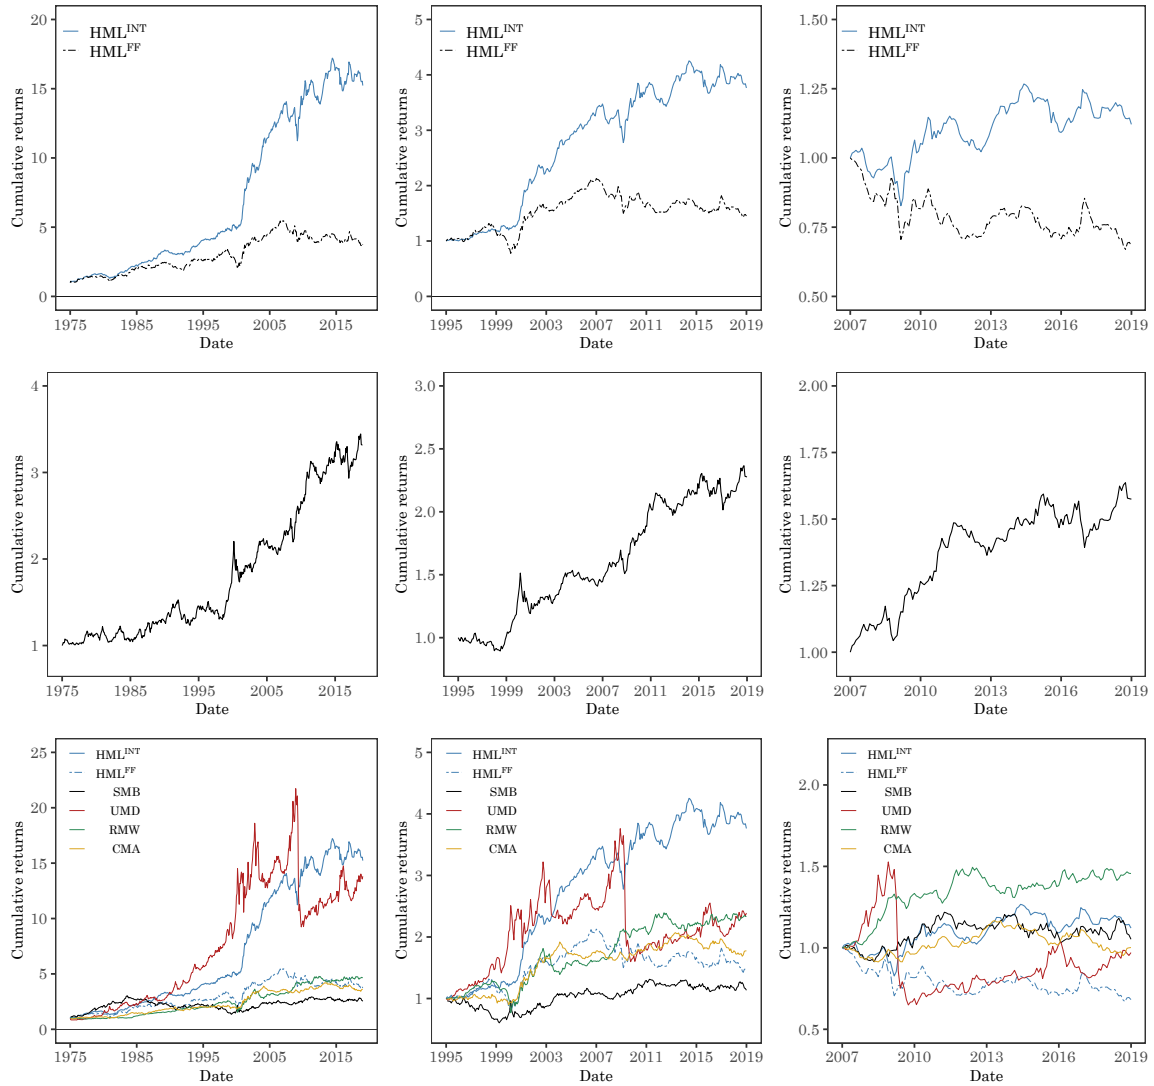 Cumulative returns
20
15
10
5
0
HML^INT
HML^FF
1975 1985 1995 2005 2015
Date
Cumulative returns
5
4
3
2
1
0
HML^INT
HML^FF
1995 1999 2003 2007 2011 2015 2019
Date
Cumulative returns
1.50
1.25
1.00
0.75
0.50
HML^INT
HML^FF
2007 2010 2013 2016 2019
Date
Cumulative returns
4
3
2
1
1975 1985 1995 2005 2015
Date
Cumulative returns
3.0
2.5
2.0
1.5
1.0
1995 1999 2003 2007 2011 2015 2019
Date
Cumulative returns
2.00
1.75
1.50
1.25
1.00
2007 2010 2013 2016 2019
Date
Cumulative returns
25
20
15
10
5
0
HML^INT
HML^FF
SMB
UMD
RMW
CMA
1975 1985 1995 2005 2015
Date
Cumulative returns
5
4
3
2
1
HML^INT
HML^FF
SMB
UMD
RMW
CMA
1995 1999 2003 2007 2011 2015 2019
Date
Cumulative returns
2.0
1.5
1.0
0.5
HML^INT
HML^FF
SMB
UMD
RMW
CMA
2007 2010 2013 2016 2019
Date